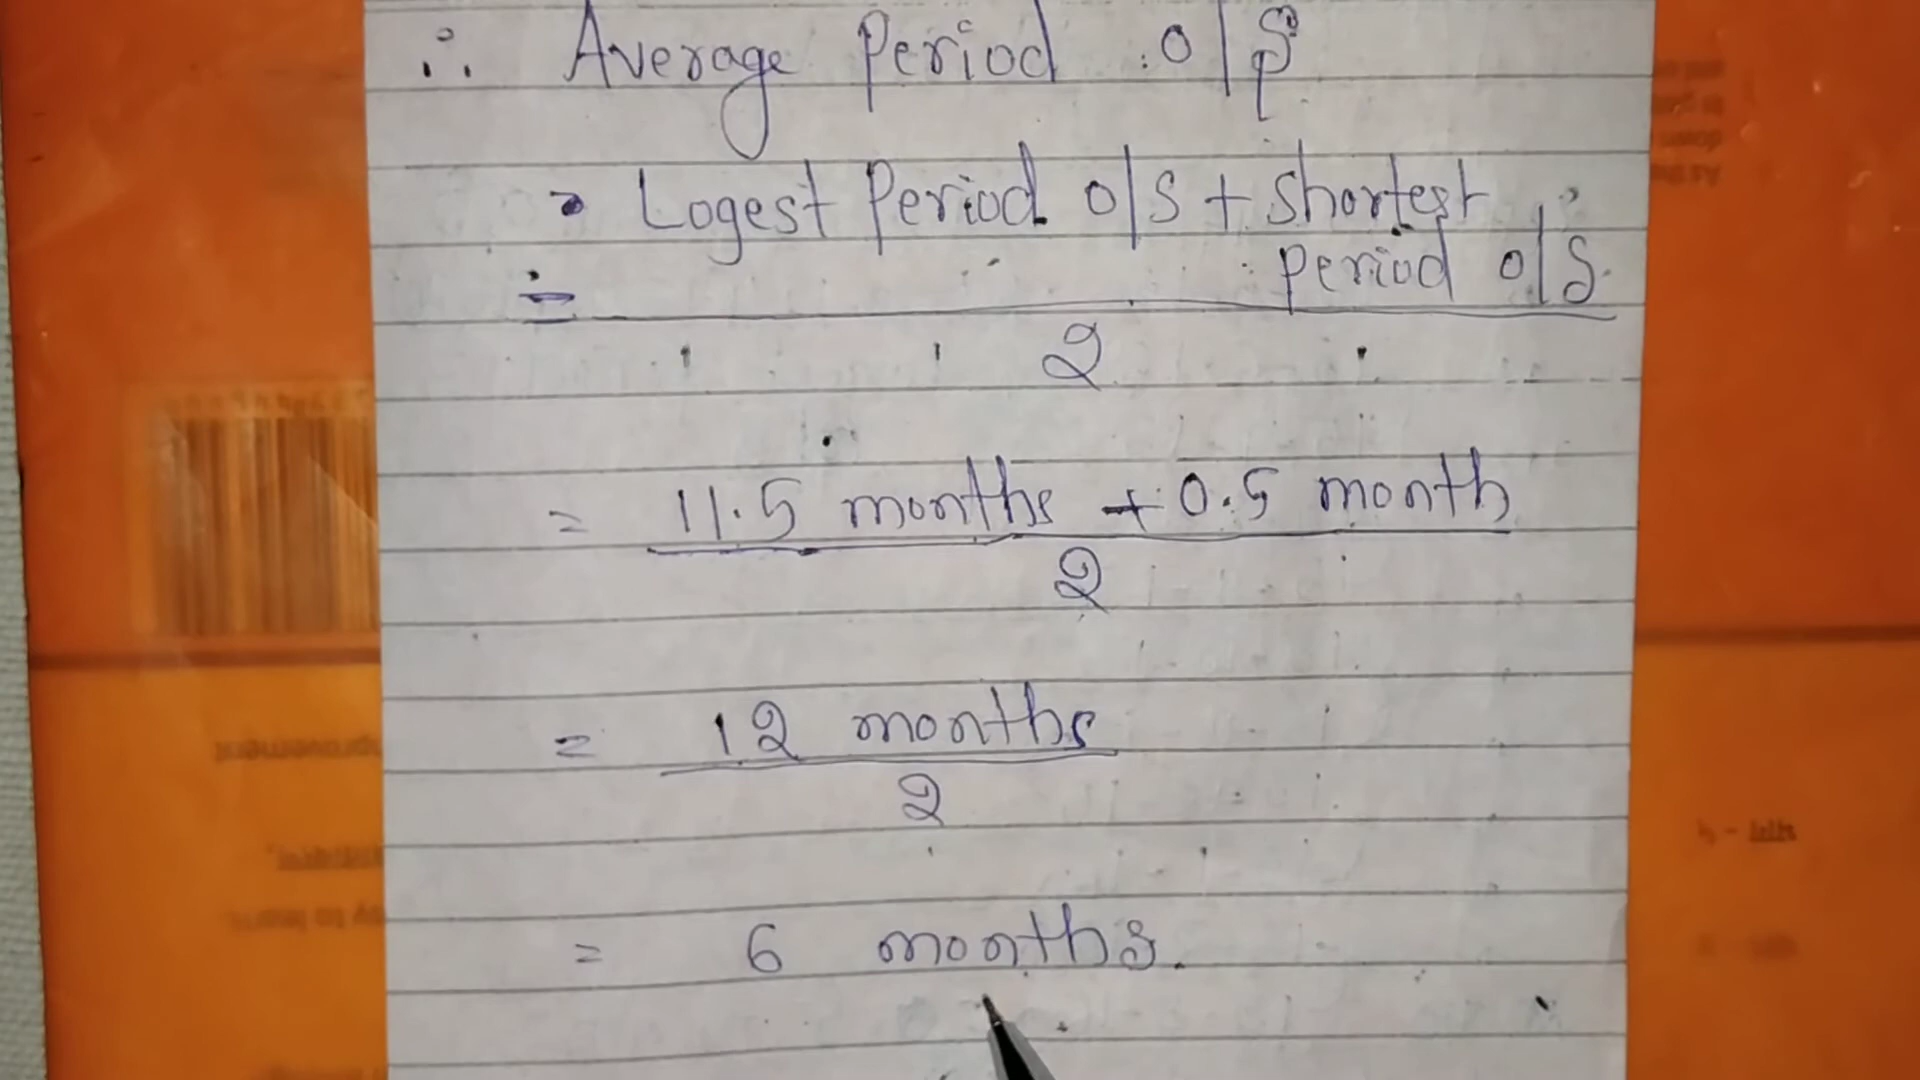 ∴ Average Period o/s
Logest Period o/s + shortest
period o/s
=
2
= 11.5 months + 0.5 month
2
= 12 months
2
= 6 months.